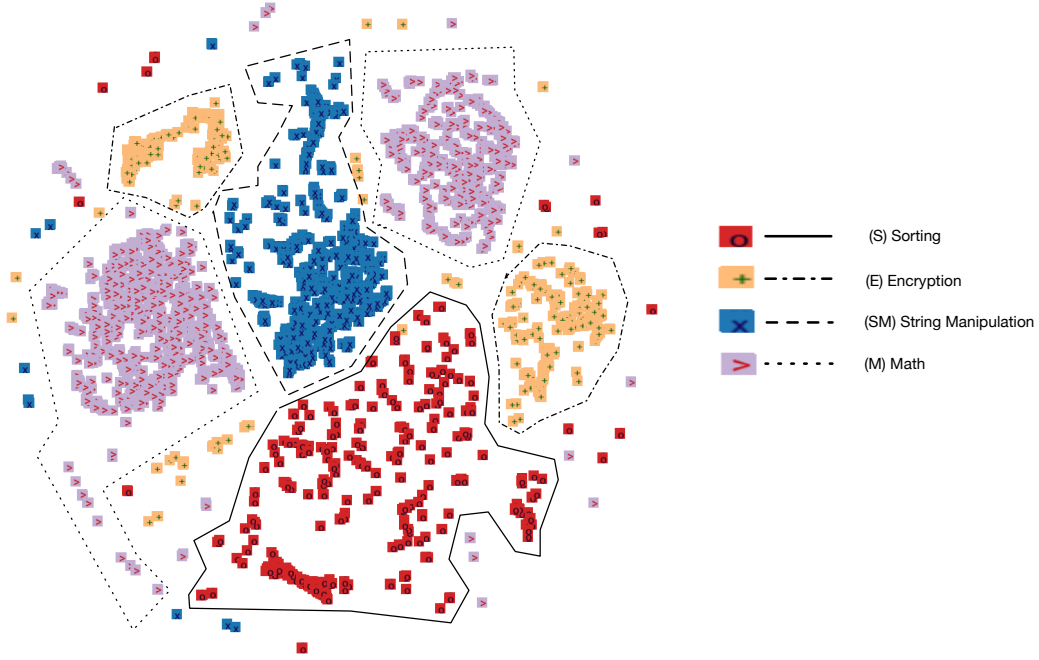 (S) Sorting
(E) Encryption
(SM) String Manipulation
(M) Math